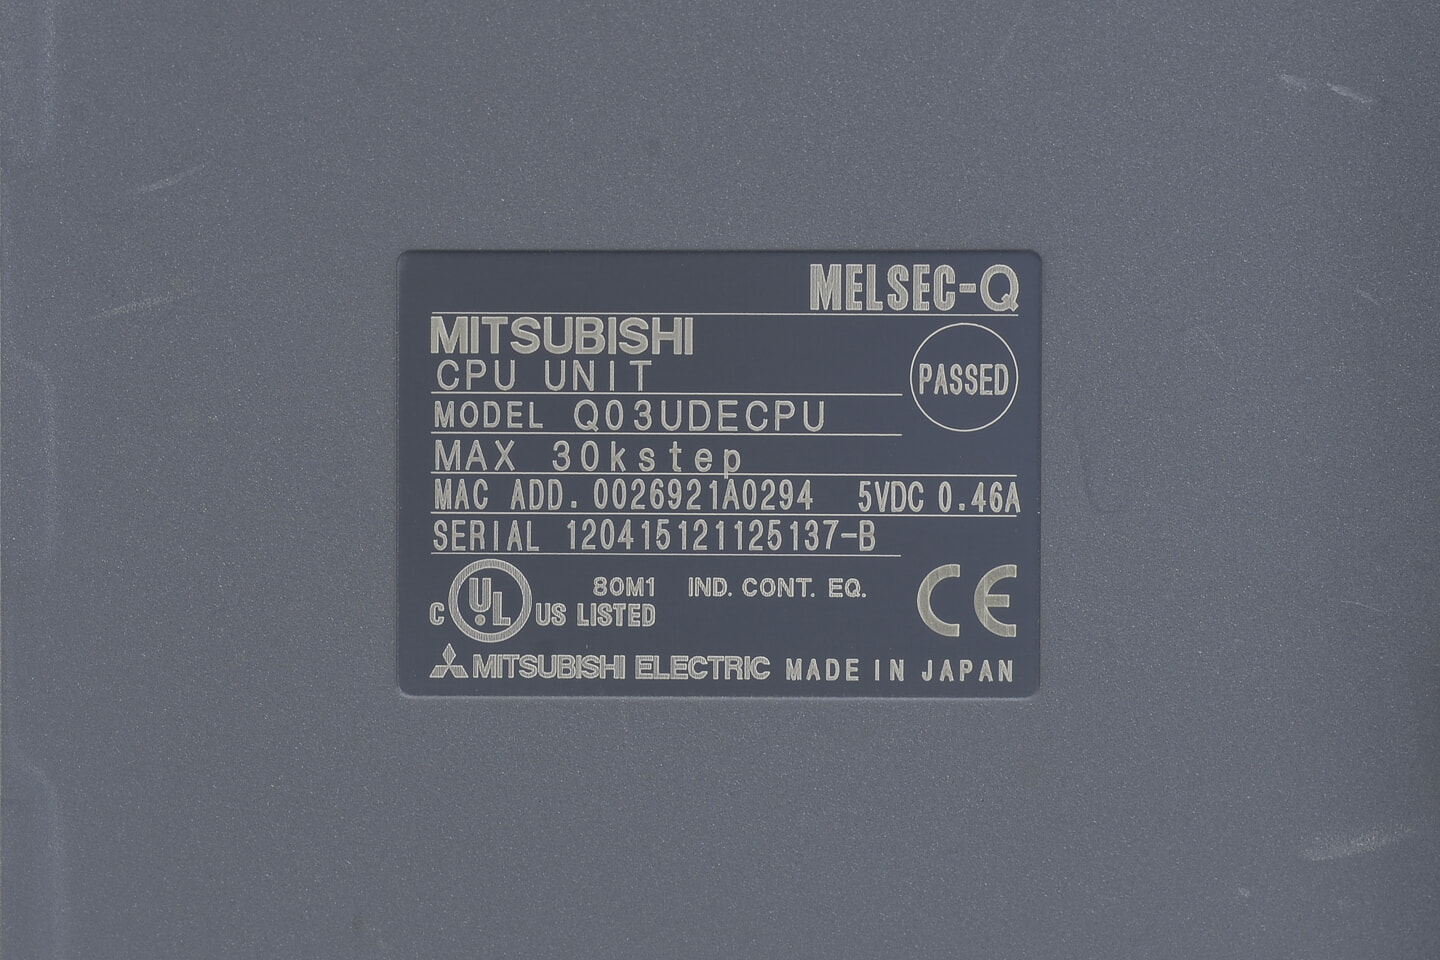 MELSEC-Q
MITSUBISHI
CPU UNIT
PASSED
MODEL Q03UDECPU
MAX 30kstep
MAC ADD. 0026921A0294 5VDC 0.46A
SERIAL 120415121125137-B
C UL US LISTED 80M1 IND. CONT. EQ.
CE
MITSUBISHI ELECTRIC MADE IN JAPAN